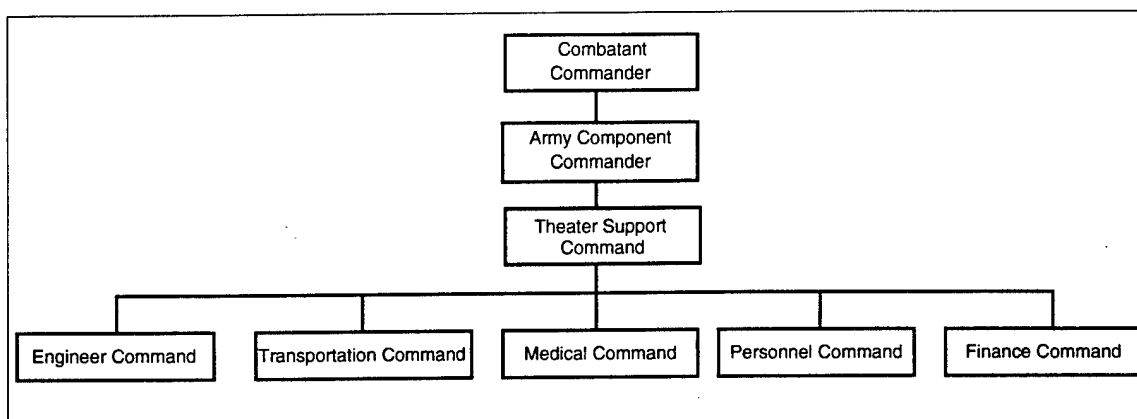 Combatant
Commander
Army Component
Commander
Theater Support
Command
Engineer Command
Transportation Command
Medical Command
Personnel Command
Finance Command